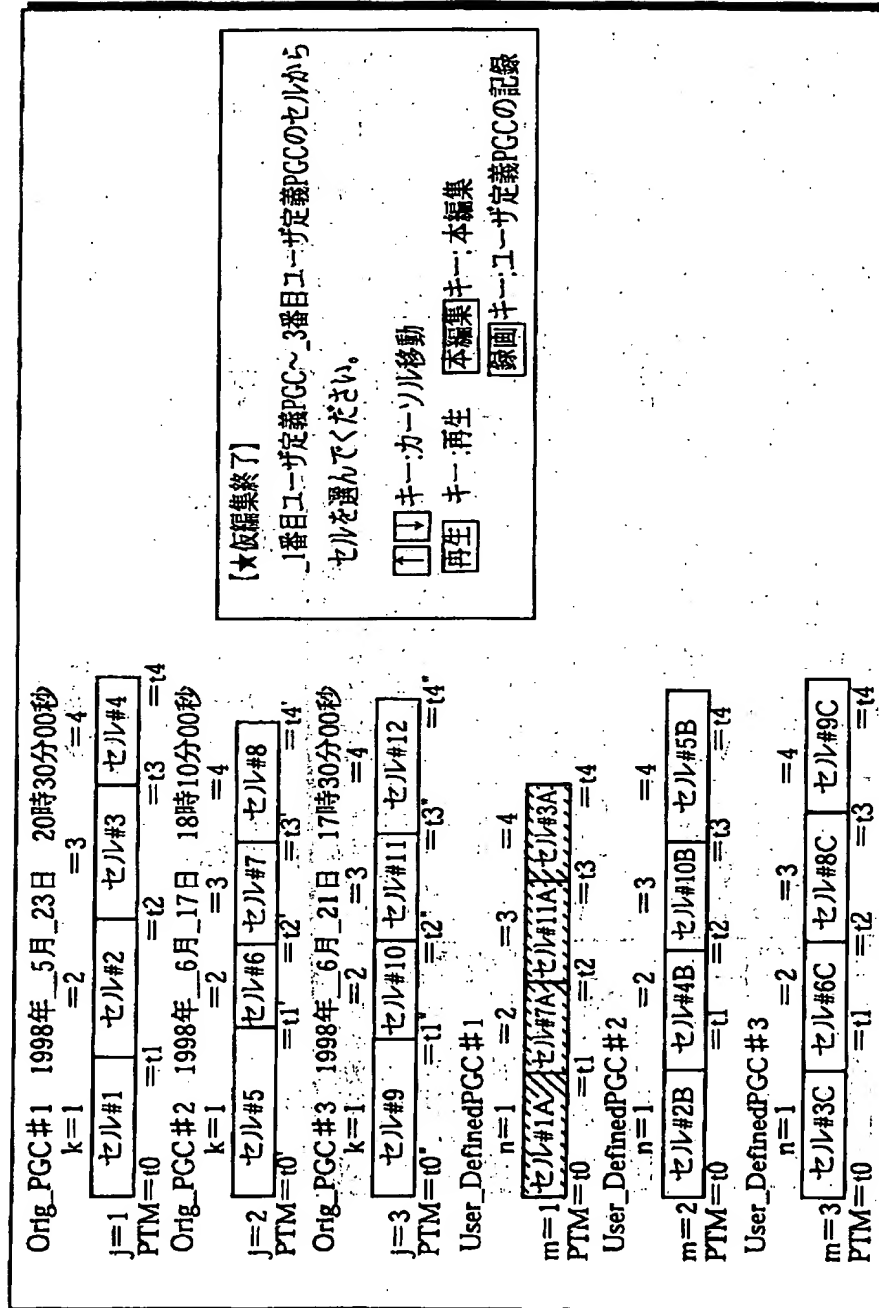 Orig_PGC#1 1998年_5月_23日 20時30分00秒
k=1 =2 =3 =4
j=1 セル#1 セル#2 セル#3 セル#4
PTM=t0 =t1 =t2 =t3 =t4
Orig_PGC#2 1998年_6月_17日 18時10分00秒
k=1 =2 =3 =4
j=2 セル#5 セル#6 セル#7 セル#8
PTM=t0' =t1' =t2' =t3' =t4'
Orig_PGC#3 1998年_6月_21日 17時30分00秒
k=1 =2 =3 =4
j=3 セル#9 セル#10 セル#11 セル#12
PTM=t0" =t1" =t2" =t3" =t4"
User_DefinedPGC#1
n=1 =2 =3 =4
m=1 セル#1A セル#7A セル#11A セル#3A
PTM=t0 =t1 =t2 =t3 =t4
User_DefinedPGC#2
n=1 =2 =3 =4
m=2 セル#2B セル#4B セル#10B セル#5B
PTM=t0 =t1 =t2 =t3 =t4
User_DefinedPGC#3
n=1 =2 =3 =4
m=3 セル#3C セル#6C セル#8C セル#9C
PTM=t0 =t1 =t2 =t3 =t4
【★仮編集終了】
_1番目ユーザ定義PGC～_3番目ユーザ定義PGCのセルから
セルを選んでください。
↑ ↓ キー:カーソル移動
再生 キー:再生 本編集 キー:本編集
録画 キー:ユーザ定義PGCの記録